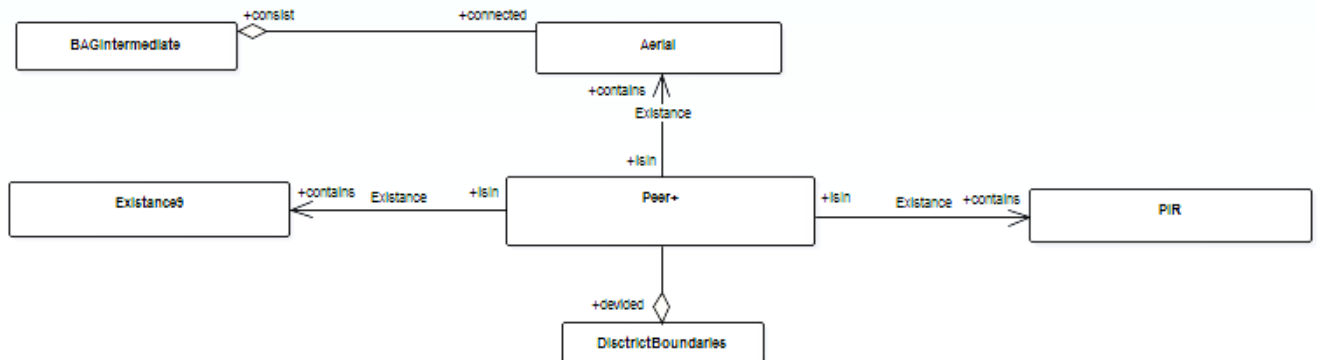 +consist
+connected
BAGIntermediate
Aerial
+contains
Existance
+isin
Existance9
+contains
Existance
+isin
Peer+
+isin
Existance
+contains
PIR
+devided
DisctrictBoundaries